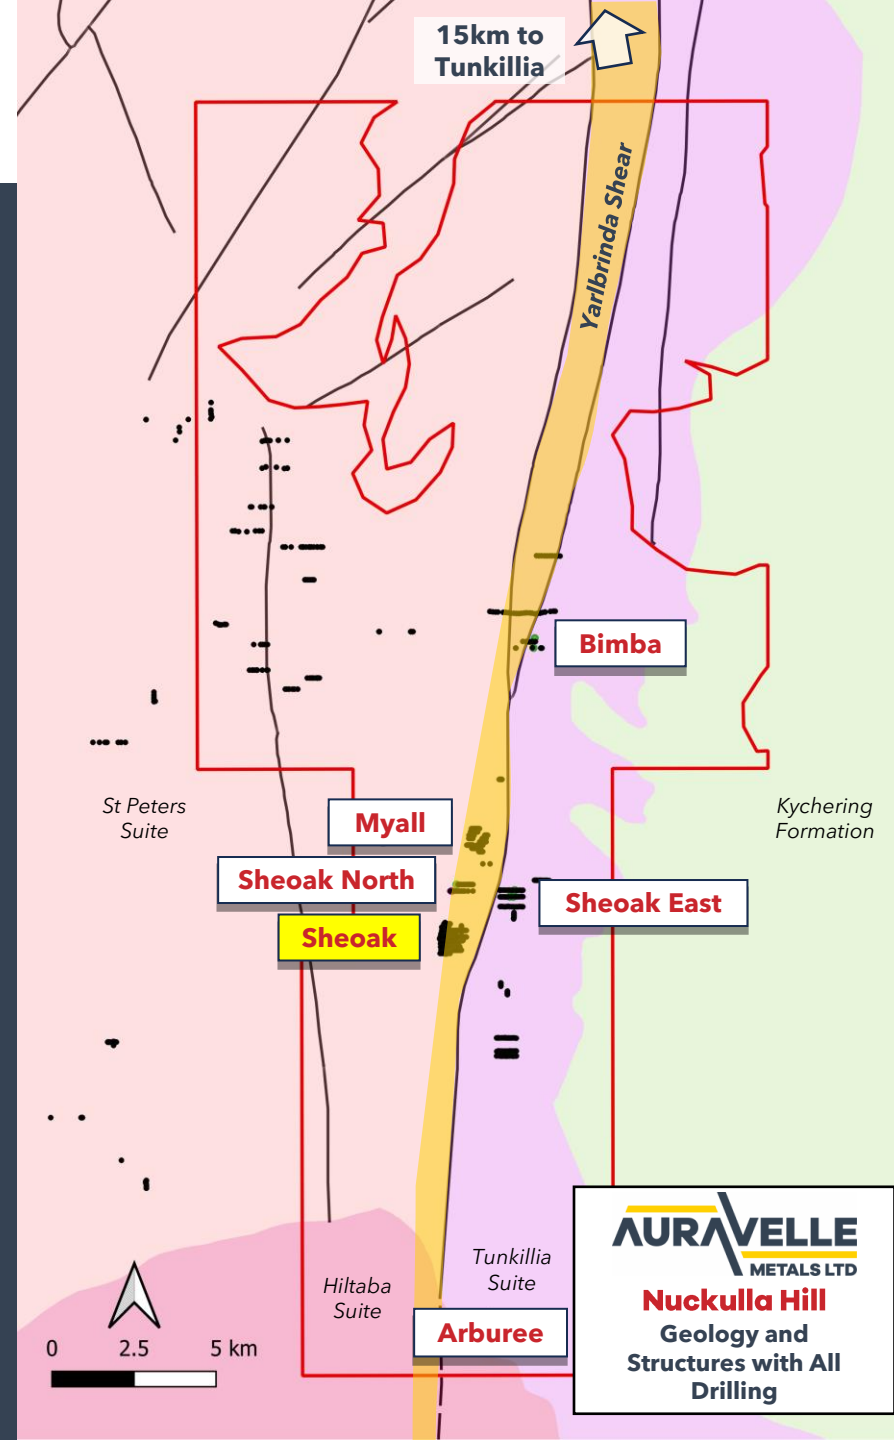 15km to
Tunkillia
Yarlbrinda Shear
Bimba
St Peters
Suite
Kychering
Formation
Myall
Sheoak North
Sheoak East
Sheoak
Hiltaba
Suite
Tunkillia
Suite
Arburee
0 2.5 5 km
AURAVELLE
METALS LTD
Nuckulla Hill
Geology and
Structures with All
Drilling